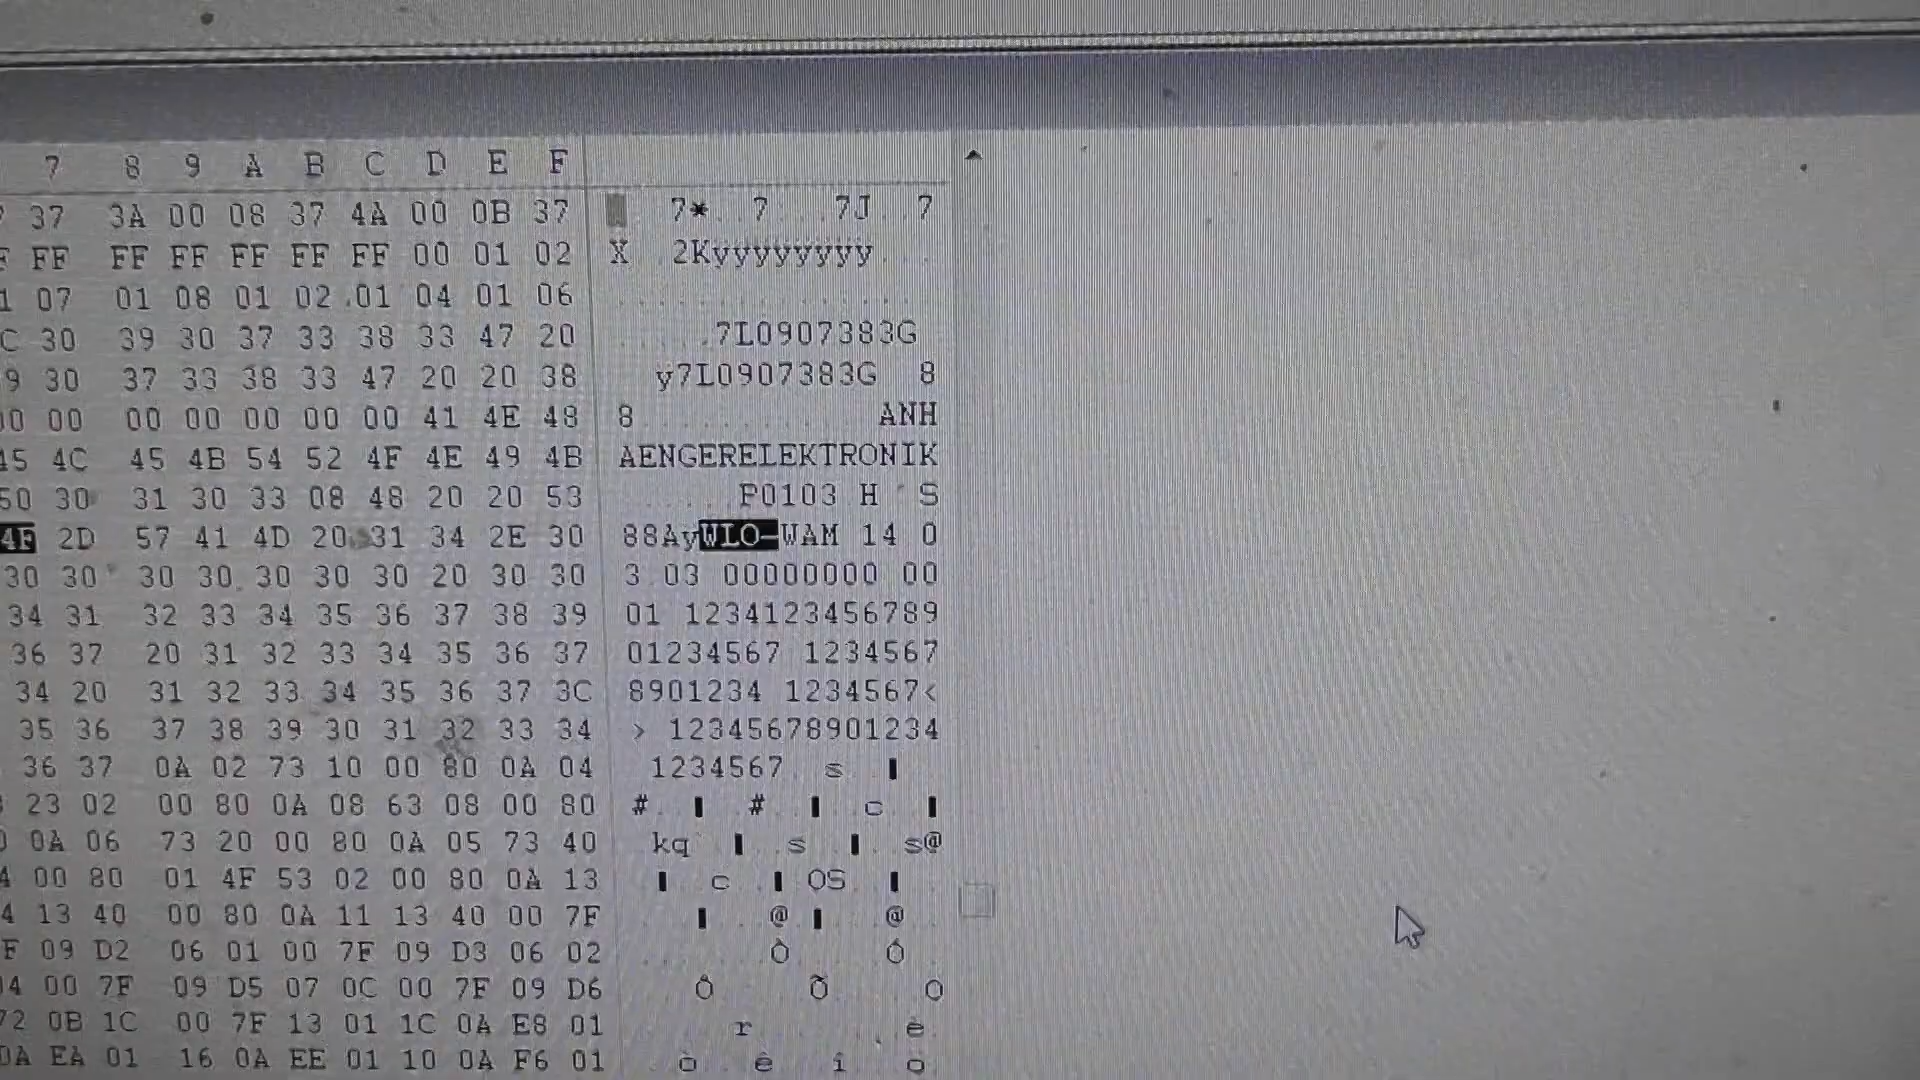 7 8 9 A B C D E F
37 3A 00 08 37 4A 00 0B 37 7* 7 7J 7
FF FF FF FF FF FF 00 01 02 X 2Kyyyyyyyy
07 01 08 01 02 01 04 01 06
30 39 30 37 33 38 33 47 20 7L0907383G
30 37 33 38 33 47 20 20 38 y7L0907383G 8
00 00 00 00 00 00 41 4E 48 8 ANH
45 4C 45 4B 54 52 4F 4E 49 4B AENGERELEKTRONIK
50 30 31 30 33 08 48 20 20 53 P0103 H S
4F 2D 57 41 4D 20 31 34 2E 30 88AyWLO-WAM 14 0
30 30 30 30 30 30 30 20 30 30 3 03 00000000 00
34 31 32 33 34 35 36 37 38 39 01 1234123456789
36 37 20 31 32 33 34 35 36 37 01234567 1234567
34 20 31 32 33 34 35 36 37 3C 8901234 1234567<
35 36 37 38 39 30 31 32 33 34 > 12345678901234
36 37 0A 02 73 10 00 80 0A 04 1234567 s
23 02 00 80 0A 08 63 08 00 80 # # c
0A 06 73 20 00 80 0A 05 73 40 kq s s@
00 80 01 4F 53 02 00 80 0A 13 c OS
13 40 00 80 0A 11 13 40 00 7F @ @
09 D2 06 01 00 7F 09 D3 06 02 Ò Ó
00 7F 09 D5 07 0C 00 7F 09 D6 Ô Õ Ö
72 0B 1C 00 7F 13 01 1C 0A E8 01 r è
0A EA 01 16 0A EE 01 10 0A F6 01